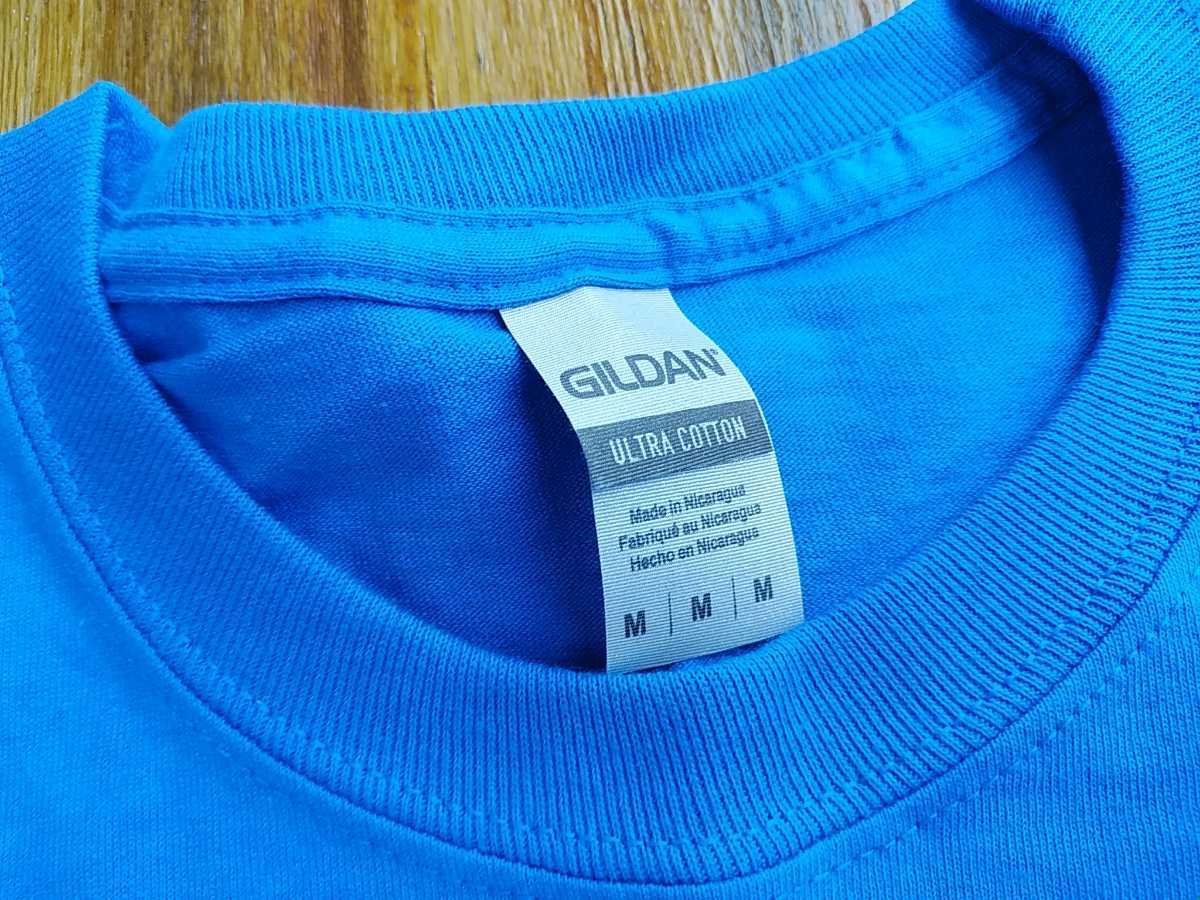 GILDAN®
ULTRA COTTON
Made in Nicaragua
Fabriqué au Nicaragua
Hecho en Nicaragua
M | M | M